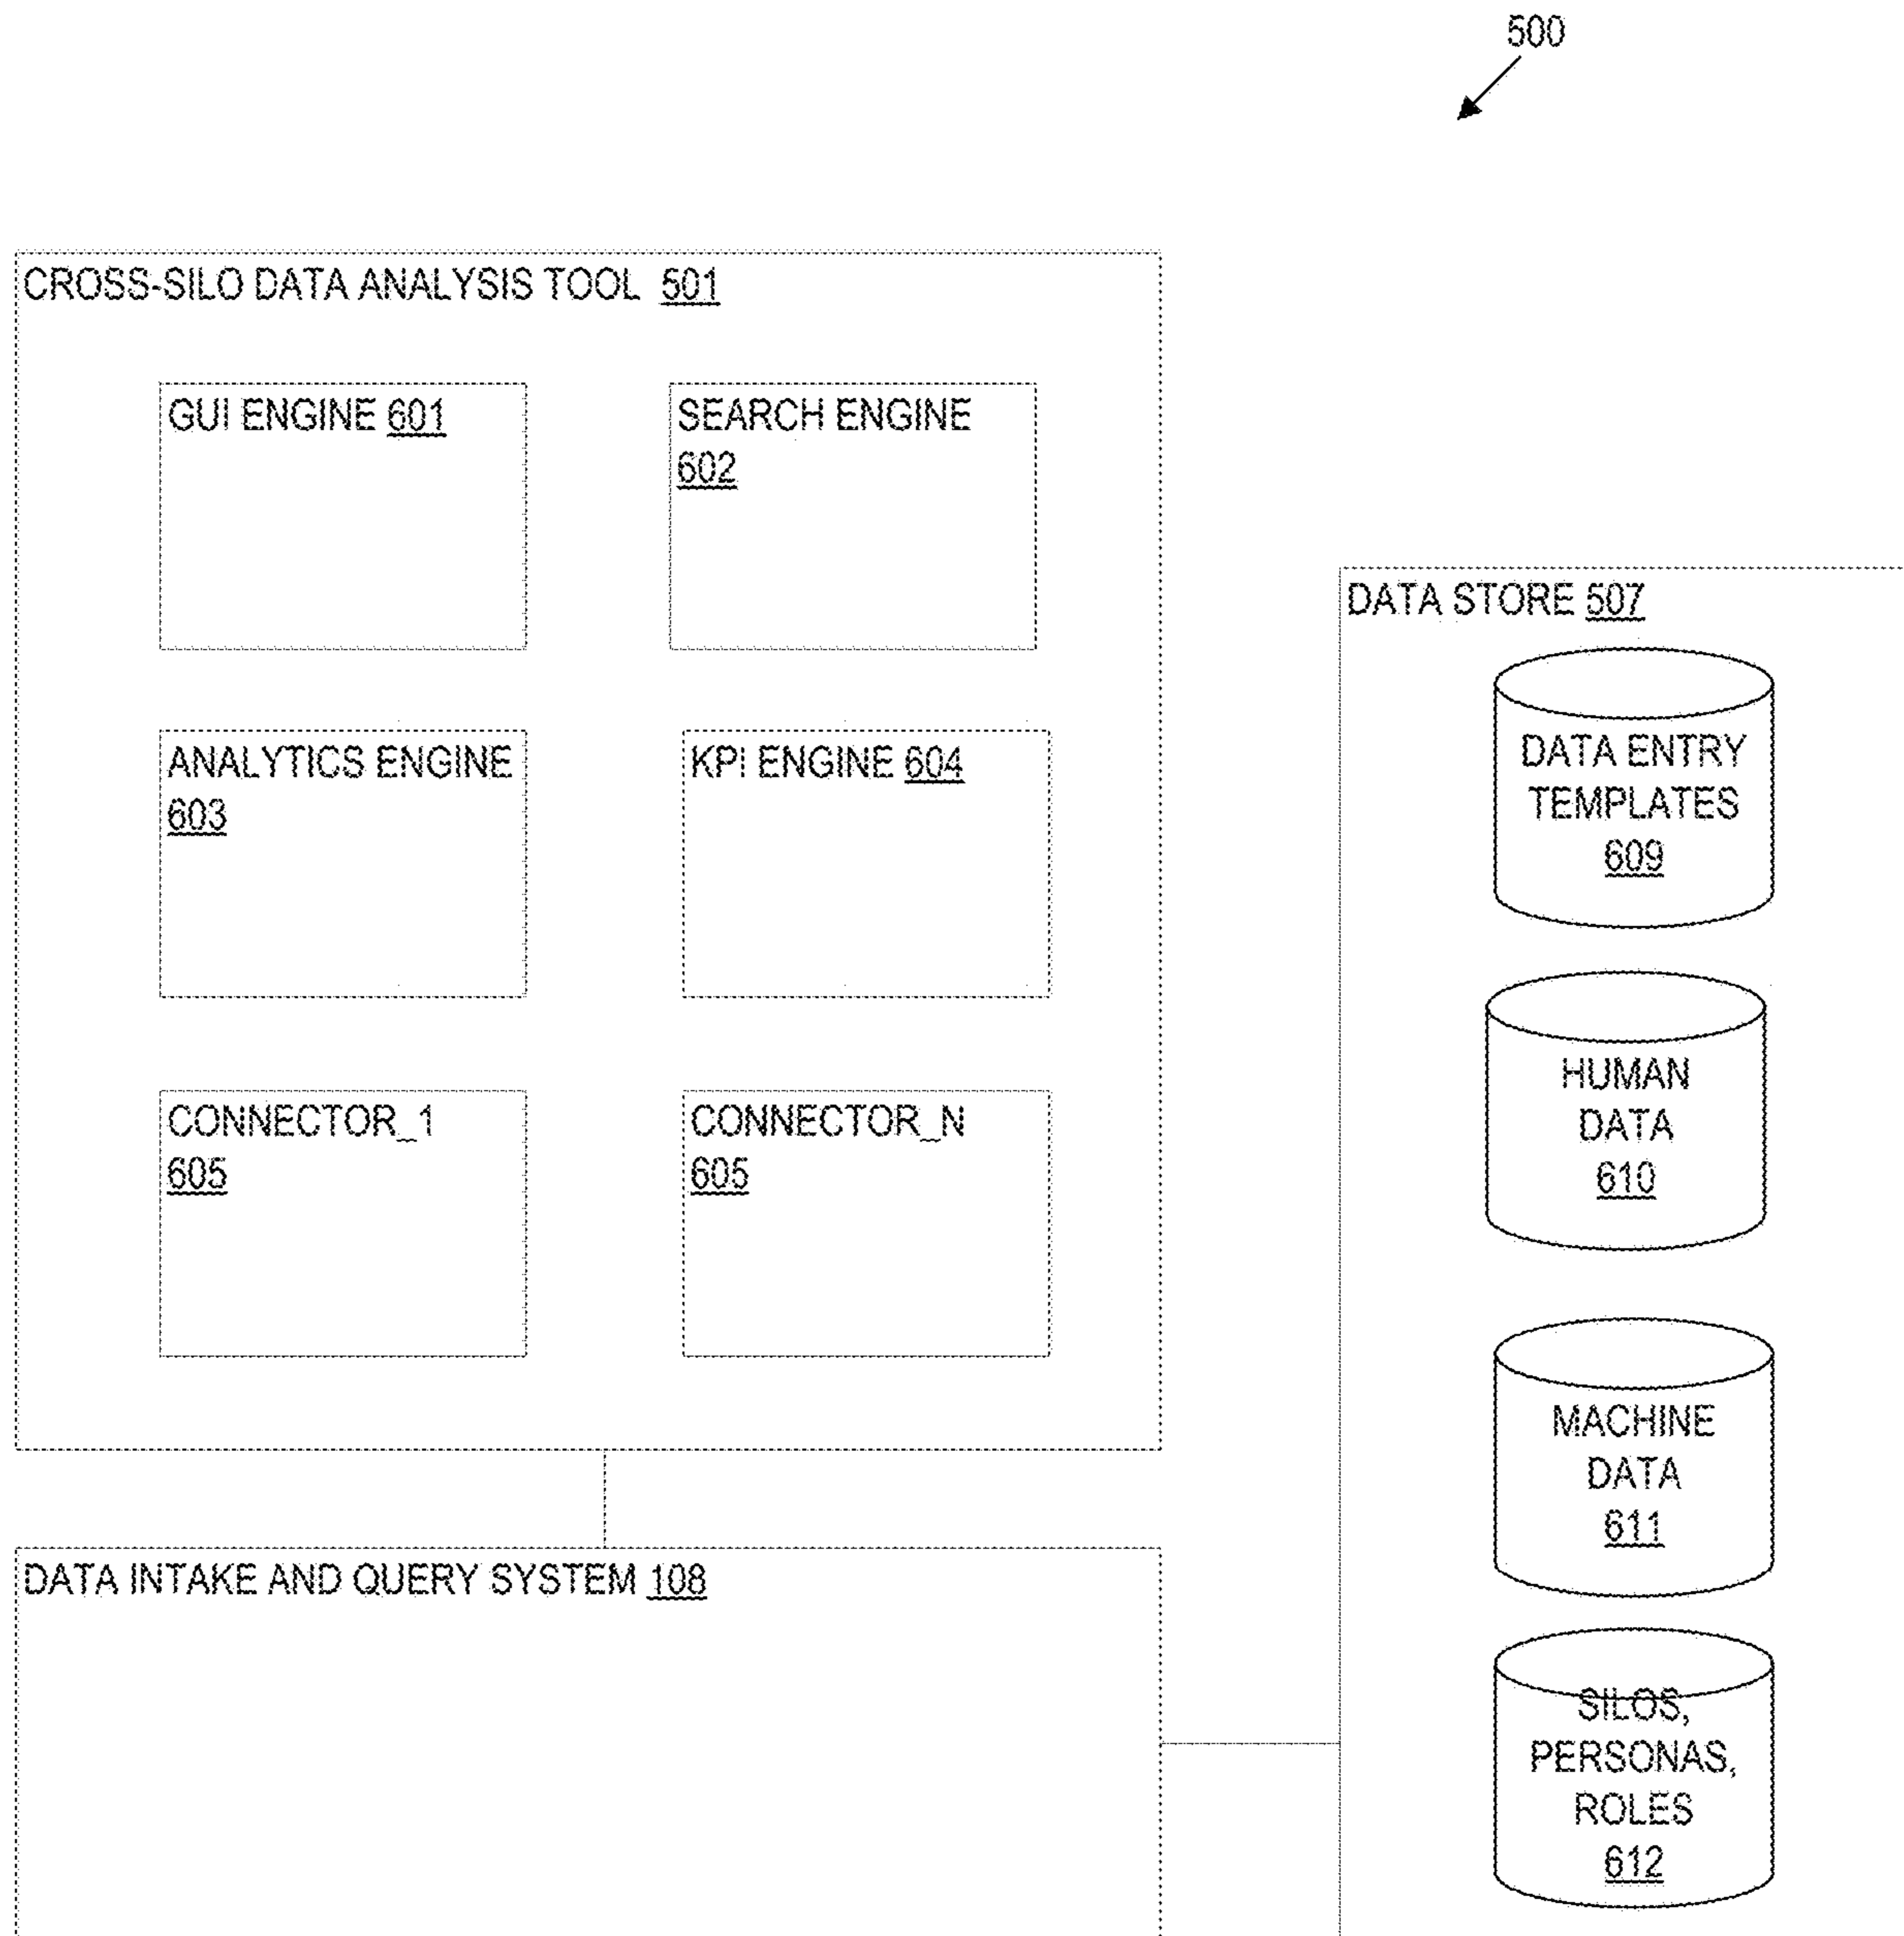 500
CROSS-SILO DATA ANALYSIS TOOL 501
GUI ENGINE 601
SEARCH ENGINE
602
ANALYTICS ENGINE
603
KPI ENGINE 604
CONNECTOR_1
605
CONNECTOR_N
605
DATA INTAKE AND QUERY SYSTEM 108
DATA STORE 507
DATA ENTRY
TEMPLATES
609
HUMAN
DATA
610
MACHINE
DATA
611
SILOS,
PERSONAS,
ROLES
612